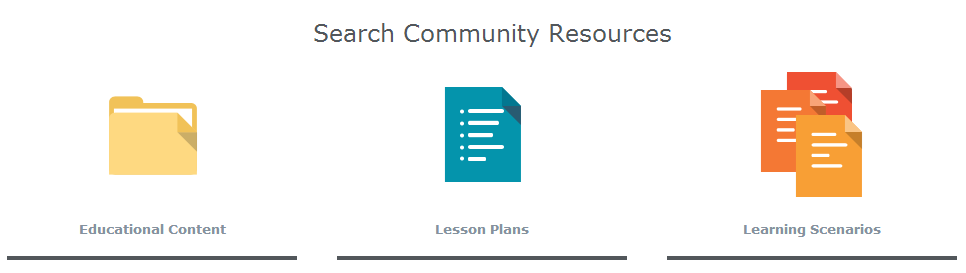 Search Community Resources
Educational Content
Lesson Plans
Learning Scenarios